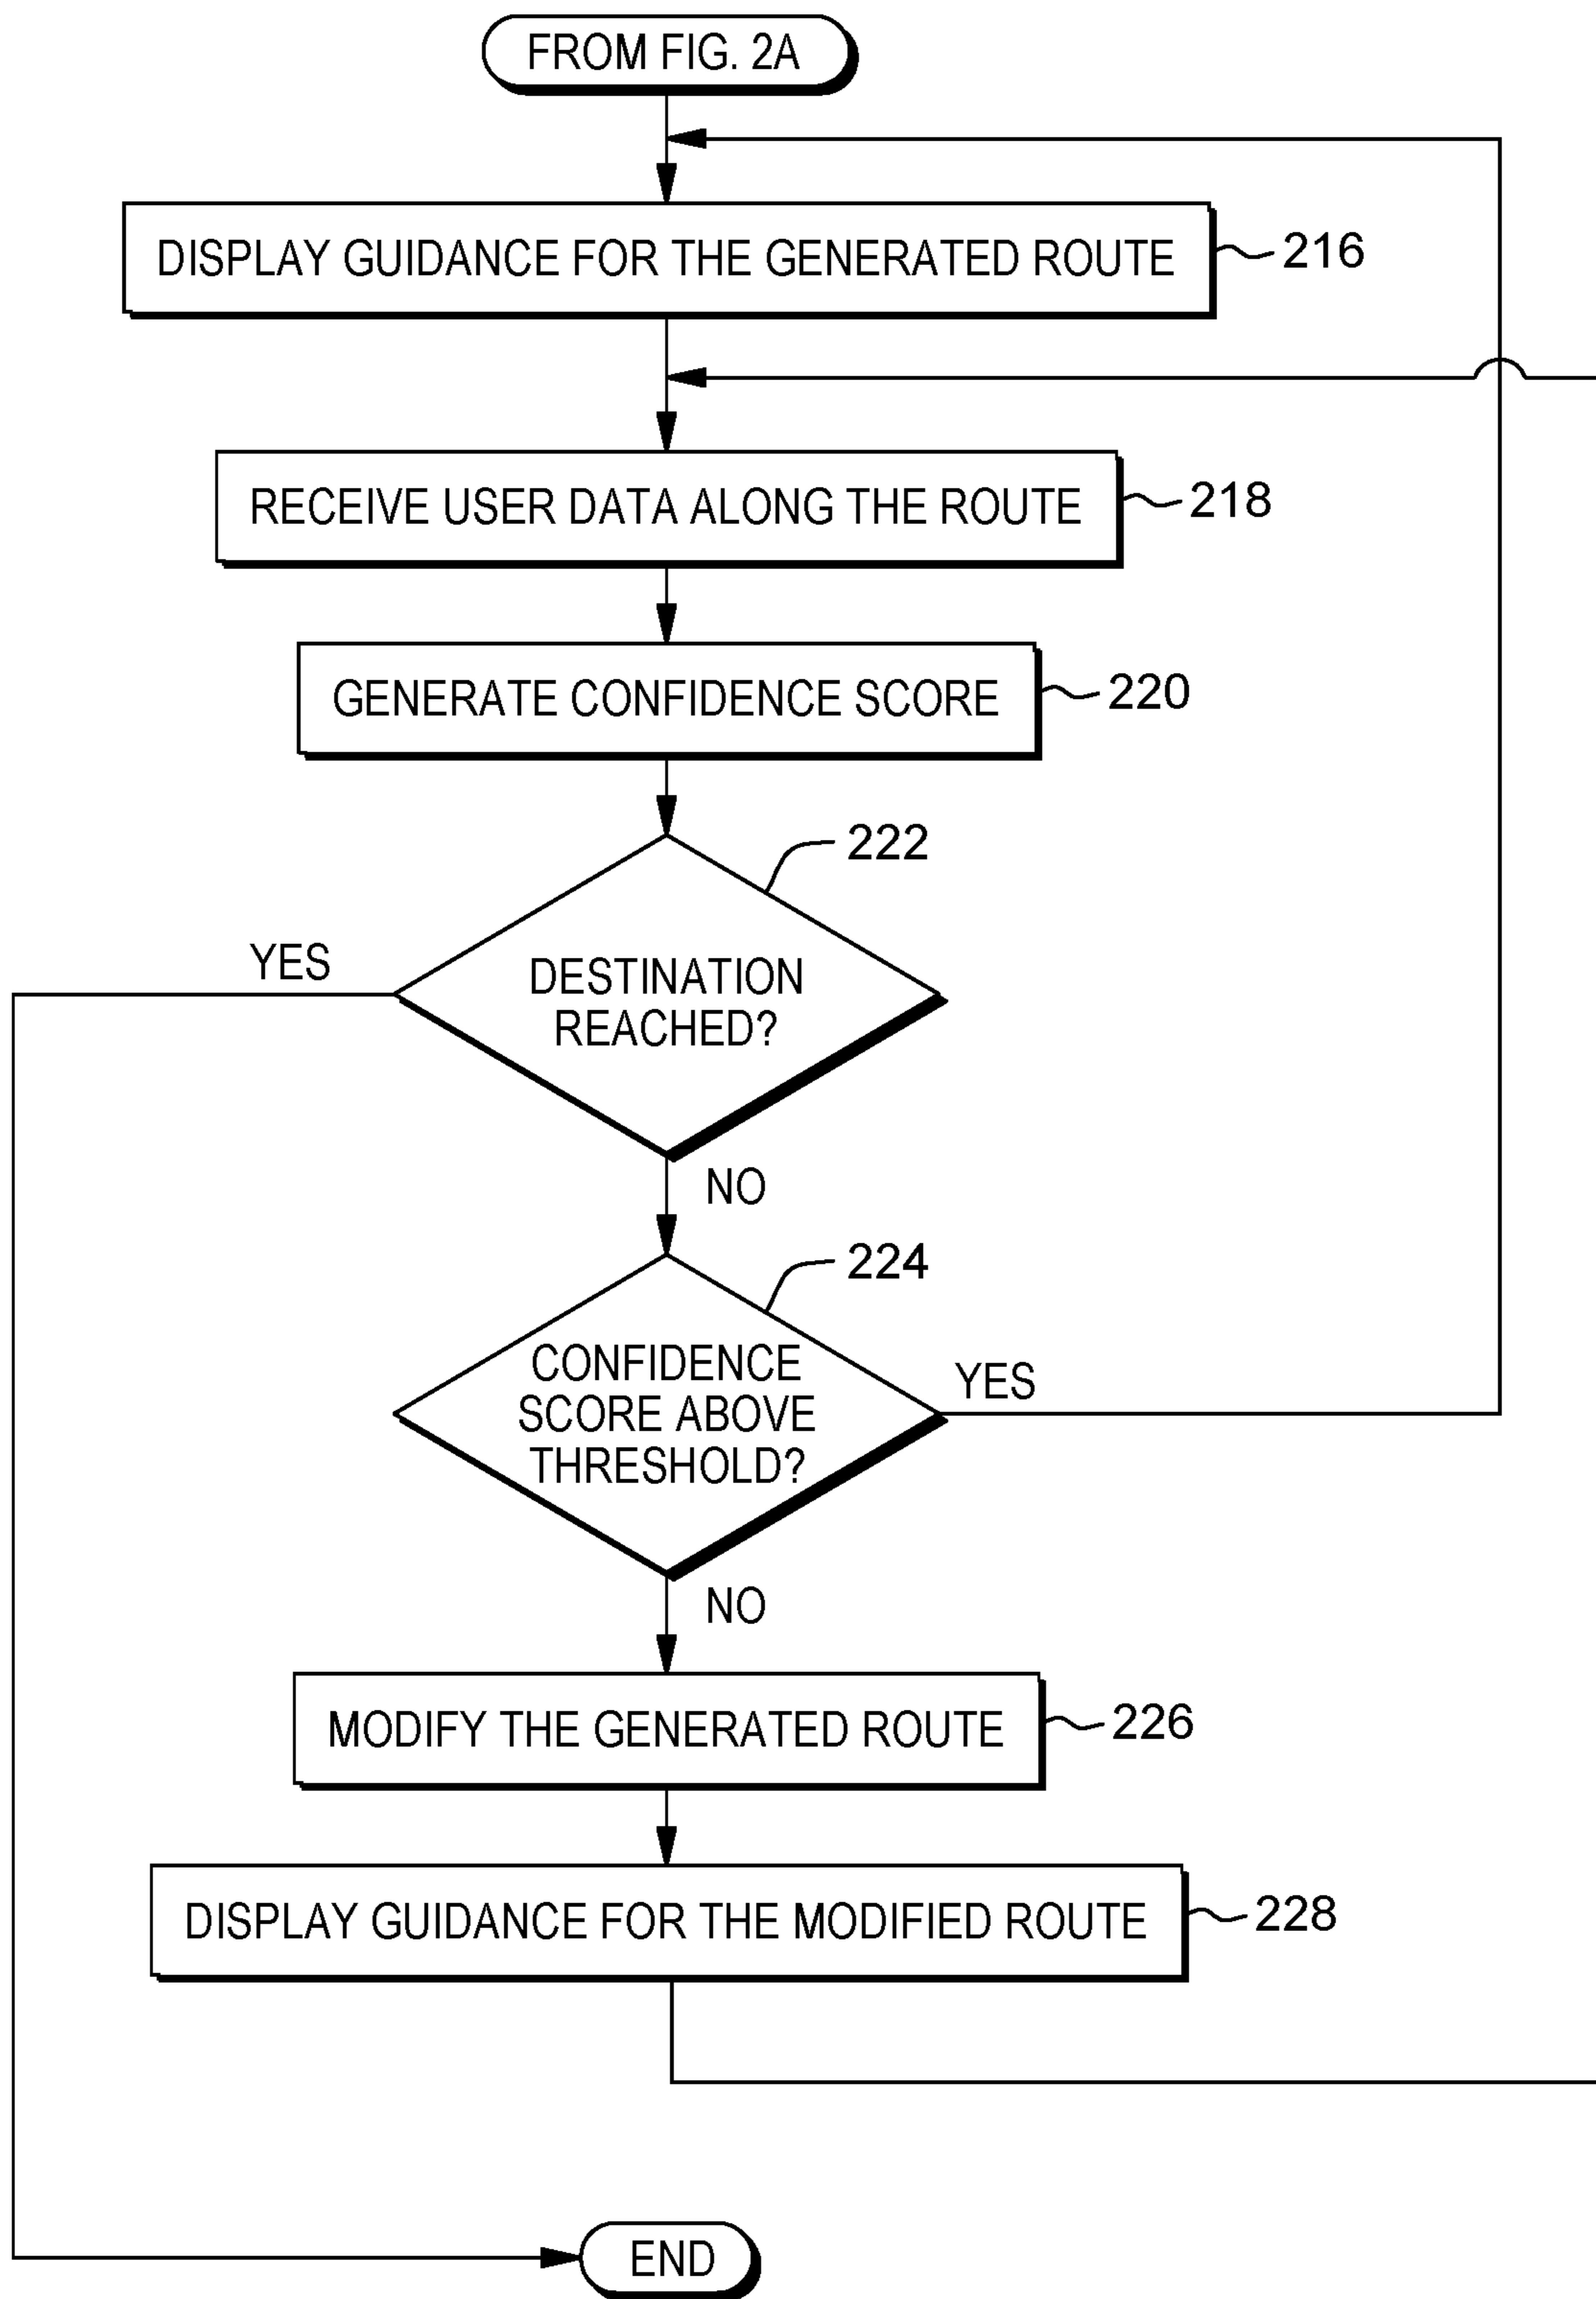 FROM FIG. 2A
DISPLAY GUIDANCE FOR THE GENERATED ROUTE
216
RECEIVE USER DATA ALONG THE ROUTE
218
GENERATE CONFIDENCE SCORE
220
222
YES
DESTINATION
REACHED?
NO
224
CONFIDENCE
SCORE ABOVE
THRESHOLD?
YES
NO
MODIFY THE GENERATED ROUTE
226
DISPLAY GUIDANCE FOR THE MODIFIED ROUTE
228
END